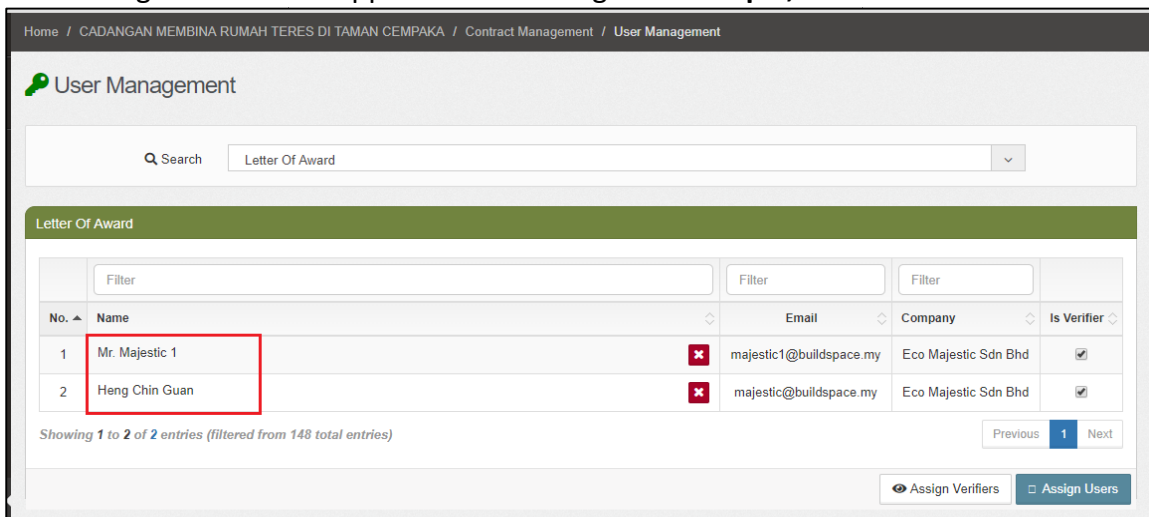 Home / CADANGAN MEMBINA RUMAH TERES DI TAMAN CEMPAKA / Contract Management / User Management
User Management
Search Letter Of Award
Letter Of Award
Filter Filter Filter
No. Name Email Company Is Verifier
1 Mr. Majestic 1 majestic1@buildspace.my Eco Majestic Sdn Bhd
2 Heng Chin Guan majestic@buildspace.my Eco Majestic Sdn Bhd
Showing 1 to 2 of 2 entries (filtered from 148 total entries) Previous 1 Next
Assign Verifiers Assign Users